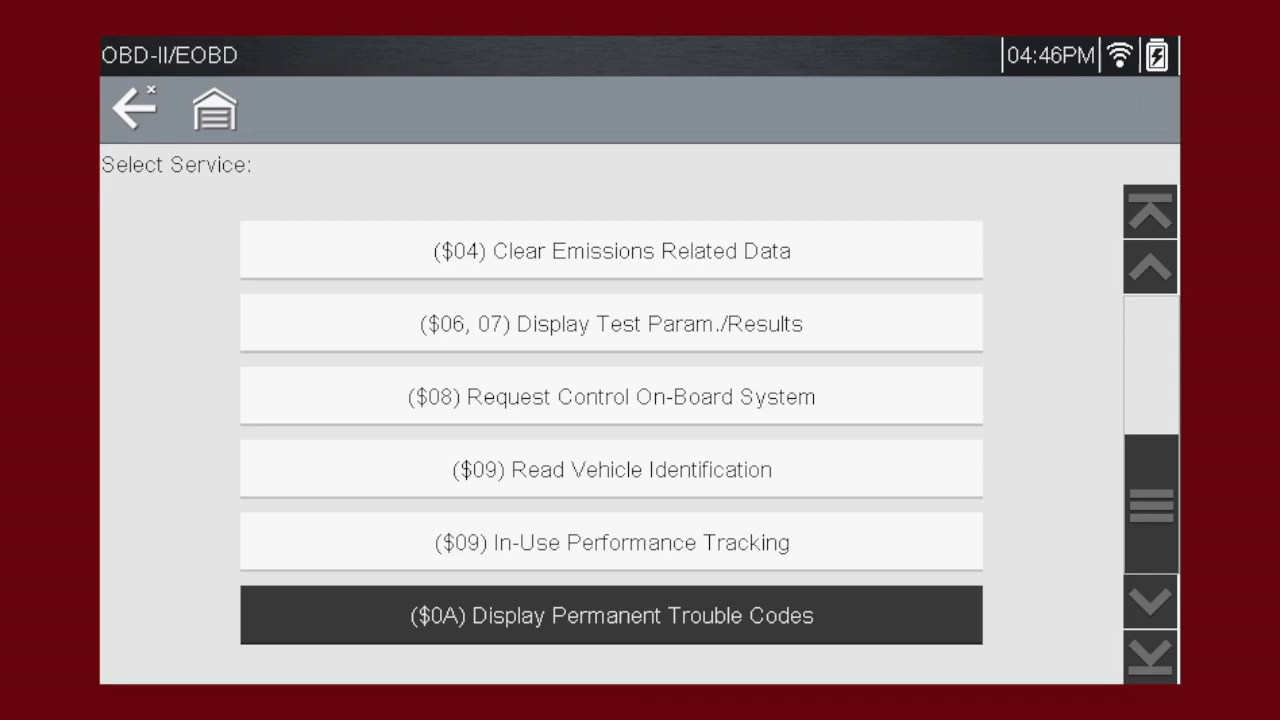 OBD-II/EOBD
04:46PM
Select Service:
($04) Clear Emissions Related Data
($06, 07) Display Test Param./Results
($08) Request Control On-Board System
($09) Read Vehicle Identification
($09) In-Use Performance Tracking
($0A) Display Permanent Trouble Codes